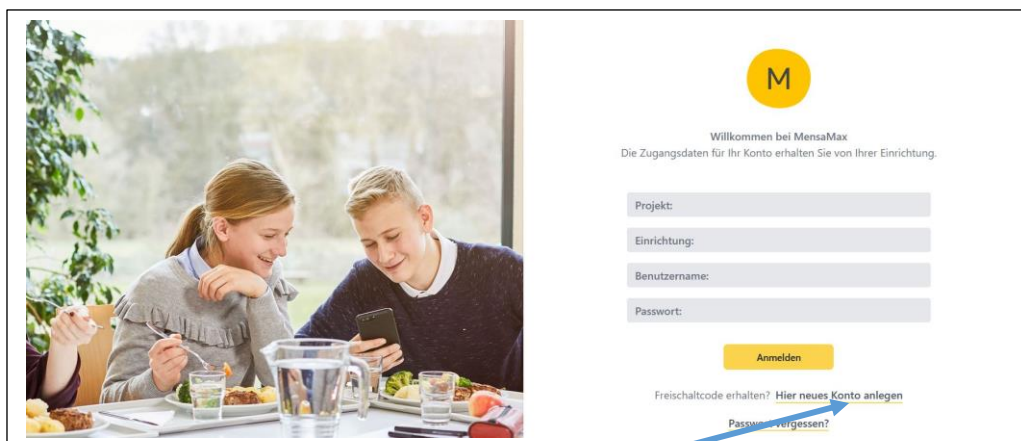 M
Willkommen bei MensaMax
Die Zugangsdaten für Ihr Konto erhalten Sie von Ihrer Einrichtung.
Projekt:
Einrichtung:
Benutzername:
Passwort:
Anmelden
Freischaltcode erhalten? Hier neues Konto anlegen
Passwort vergessen?